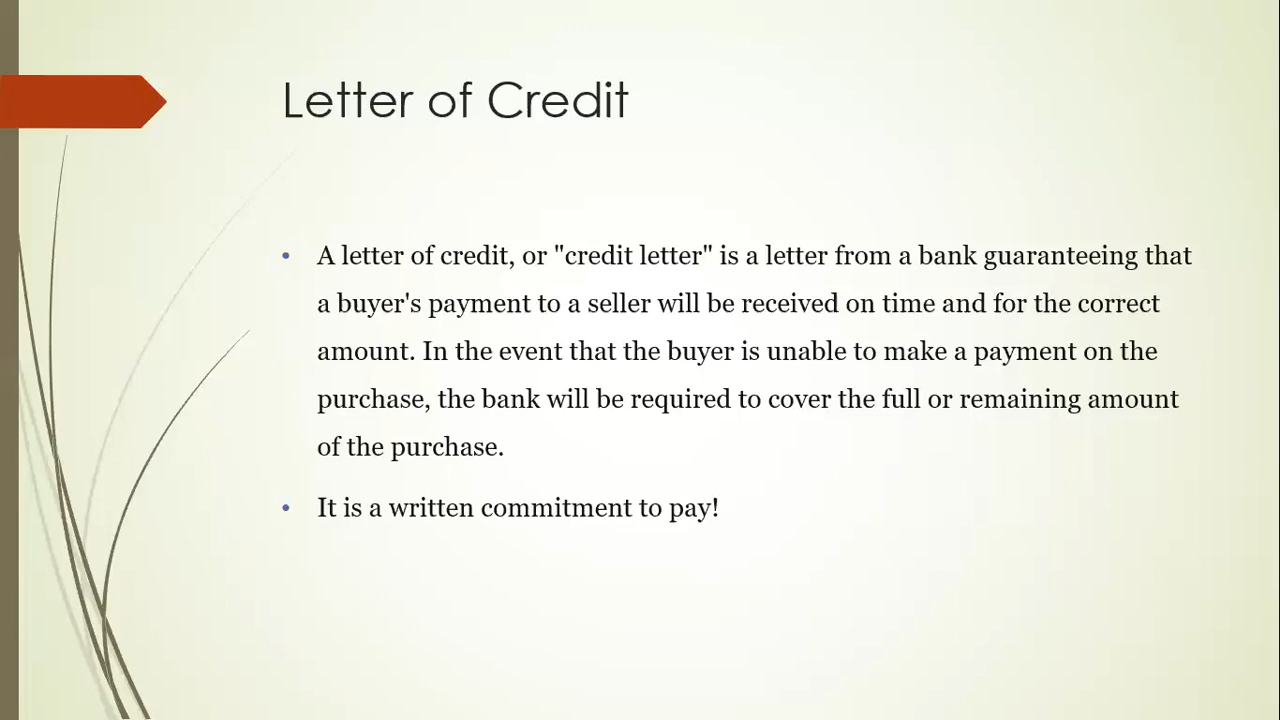 Letter of Credit
• A letter of credit, or "credit letter" is a letter from a bank guaranteeing that
a buyer's payment to a seller will be received on time and for the correct
amount. In the event that the buyer is unable to make a payment on the
purchase, the bank will be required to cover the full or remaining amount
of the purchase.
• It is a written commitment to pay!